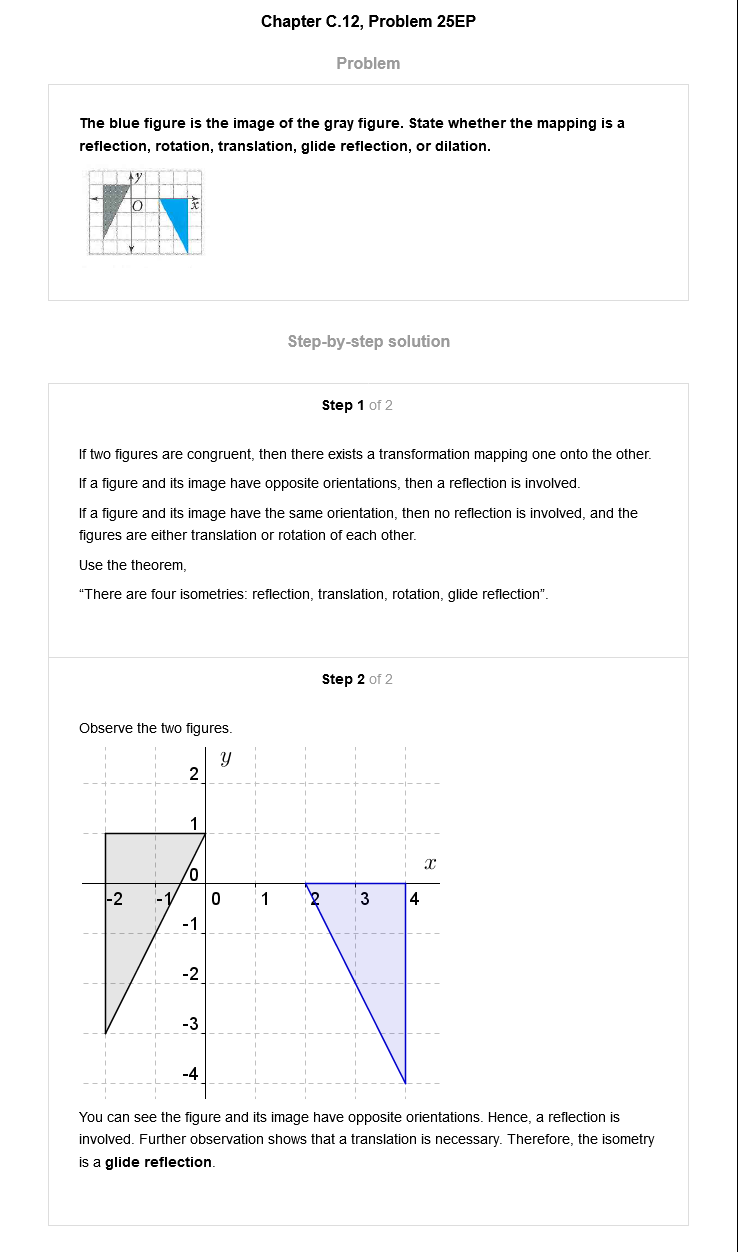 Chapter C.12, Problem 25EP
Problem
The blue figure is the image of the gray figure. State whether the mapping is a
reflection, rotation, translation, glide reflection, or dilation.
y
O
x
Step-by-step solution
Step 1 of 2
If two figures are congruent, then there exists a transformation mapping one onto the other.
If a figure and its image have opposite orientations, then a reflection is involved.
If a figure and its image have the same orientation, then no reflection is involved, and the
figures are either translation or rotation of each other.
Use the theorem,
“There are four isometries: reflection, translation, rotation, glide reflection”.
Step 2 of 2
Observe the two figures.
y
2
1
x
0
-2 -1 0 1 2 3 4
-1
-2
-3
-4
You can see the figure and its image have opposite orientations. Hence, a reflection is
involved. Further observation shows that a translation is necessary. Therefore, the isometry
is a glide reflection.